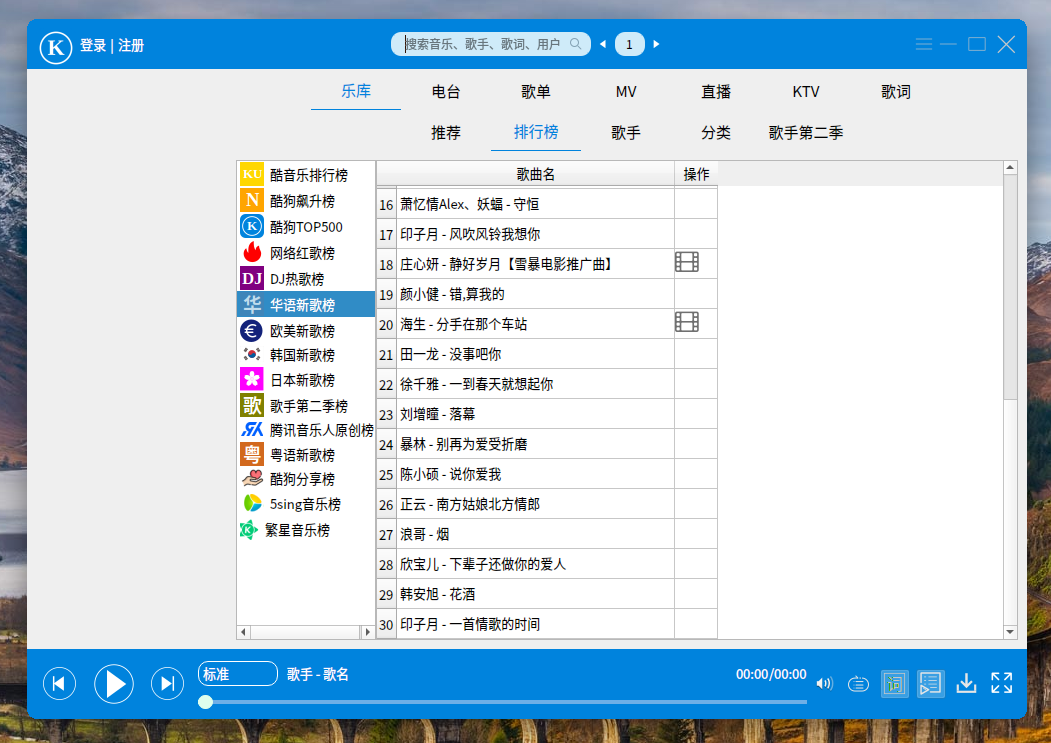 K 登录 | 注册
搜索音乐、歌手、歌词、用户
1
乐库 电台 歌单 MV 直播 KTV 歌词
推荐 排行榜 歌手 分类 歌手第二季
KU 酷音乐排行榜
N 酷狗飙升榜
K 酷狗TOP500
网络红歌榜
DJ DJ热歌榜
华 华语新歌榜
€ 欧美新歌榜
韩国新歌榜
日本新歌榜
歌 歌手第二季榜
腾讯音乐人原创榜
粤 粤语新歌榜
酷狗分享榜
5sing音乐榜
K 繁星音乐榜
歌曲名 操作
16 萧忆情Alex、妖蝠 - 守恒
17 印子月 - 风吹风铃我想你
18 庄心妍 - 静好岁月【雪暴电影推广曲】
19 颜小健 - 错,算我的
20 海生 - 分手在那个车站
21 田一龙 - 没事吧你
22 徐千雅 - 一到春天就想起你
23 刘增瞳 - 落幕
24 暴林 - 别再为爱受折磨
25 陈小硕 - 说你爱我
26 正云 - 南方姑娘北方情郎
27 浪哥 - 烟
28 欣宝儿 - 下辈子还做你的爱人
29 韩安旭 - 花酒
30 印子月 - 一首情歌的时间
标准 歌手 - 歌名 00:00/00:00
词